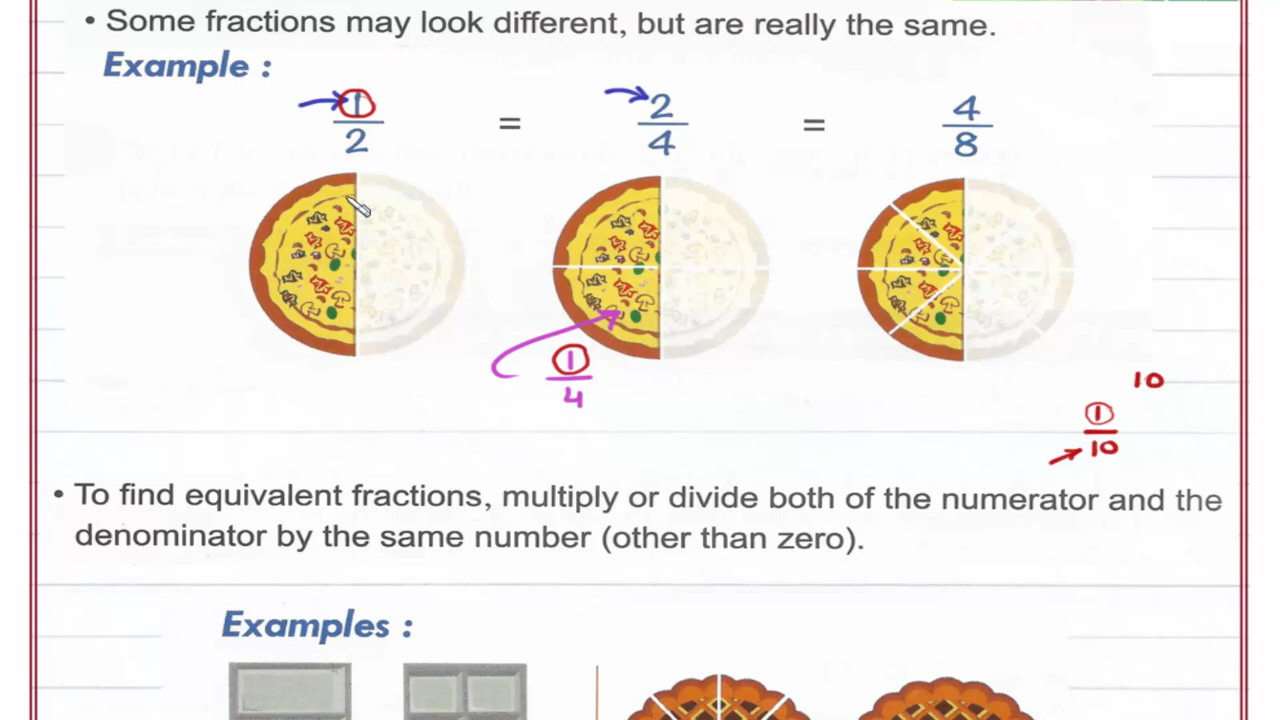 • Some fractions may look different, but are really the same.
Example :
1/2 = 2/4 = 4/8
1/4
10
1/10
• To find equivalent fractions, multiply or divide both of the numerator and the
denominator by the same number (other than zero).
Examples :